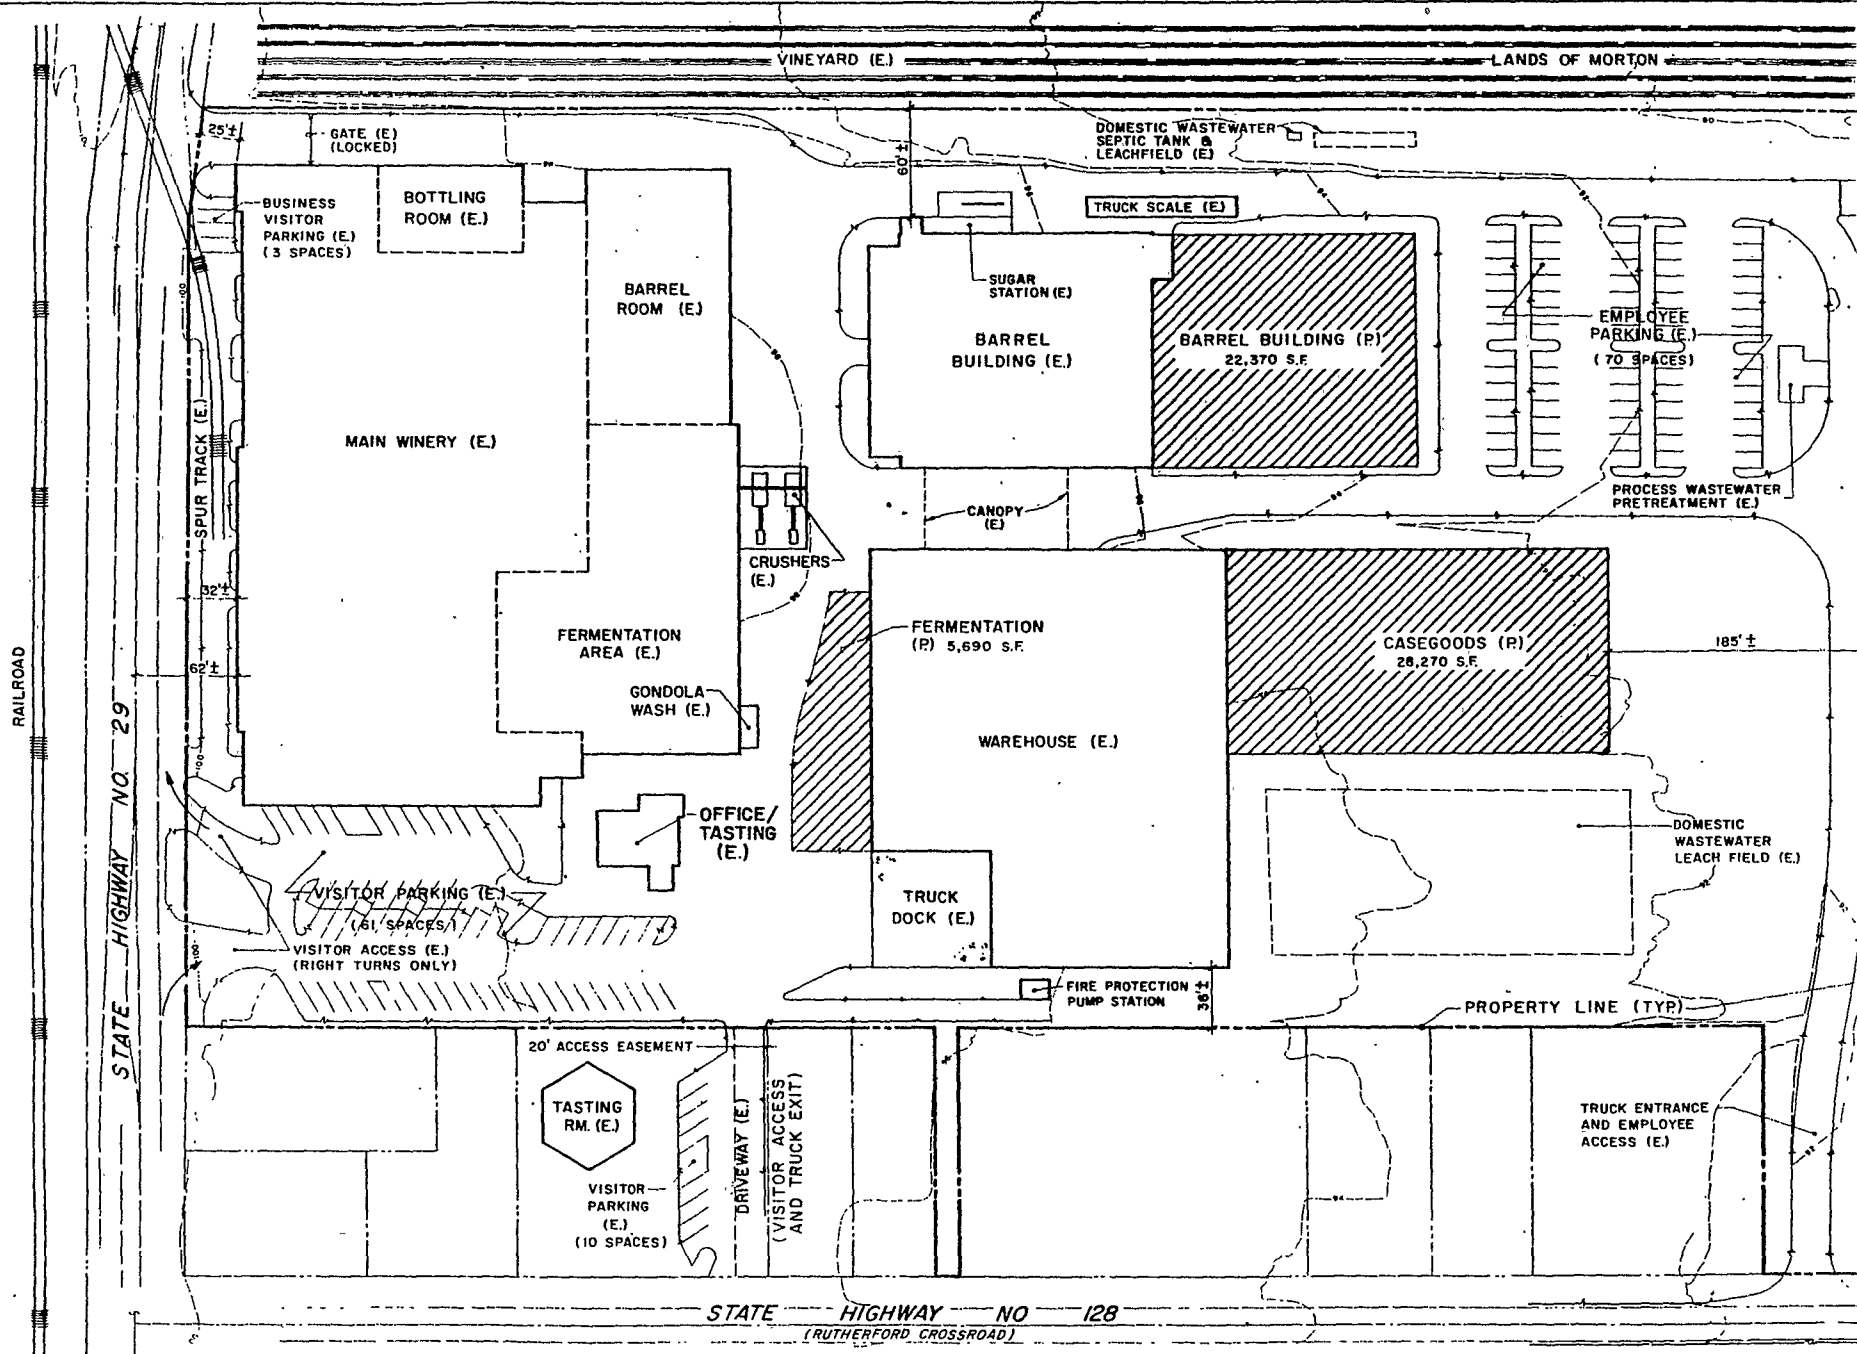 VINEYARD (E.)
LANDS OF MORTON
25'±
GATE (E)
(LOCKED)
60'±
DOMESTIC WASTEWATER
SEPTIC TANK &
LEACHFIELD (E)
BUSINESS
VISITOR
PARKING (E)
(3 SPACES)
BOTTLING
ROOM (E.)
TRUCK SCALE (E)
BARREL
ROOM (E.)
SUGAR
STATION (E)
BARREL
BUILDING (E.)
BARREL BUILDING (P.)
22,370 S.F.
EMPLOYEE
PARKING (E.)
(70 SPACES)
SPUR TRACK (E.)
MAIN WINERY (E.)
PROCESS WASTEWATER
PRETREATMENT (E.)
CANOPY
(E)
CRUSHERS
(E.)
32'±
FERMENTATION
AREA (E.)
FERMENTATION
(P.) 5,690 S.F.
CASEGOODS (P.)
28,270 S.F.
185' ±
62'±
GONDOLA
WASH (E.)
RAILROAD
STATE HIGHWAY NO. 29
WAREHOUSE (E.)
OFFICE/
TASTING
(E.)
DOMESTIC
WASTEWATER
LEACH FIELD (E.)
VISITOR PARKING (E.)
(61 SPACES)
TRUCK
DOCK (E.)
VISITOR ACCESS (E.)
(RIGHT TURNS ONLY)
FIRE PROTECTION
PUMP STATION
36'±
PROPERTY LINE (TYP.)
20' ACCESS EASEMENT
TASTING
RM. (E.)
DRIVEWAY (E.)
(VISITOR ACCESS
AND TRUCK EXIT)
TRUCK ENTRANCE
AND EMPLOYEE
ACCESS (E.)
VISITOR
PARKING
(E.)
(10 SPACES)
STATE HIGHWAY NO 128
(RUTHERFORD CROSSROAD)